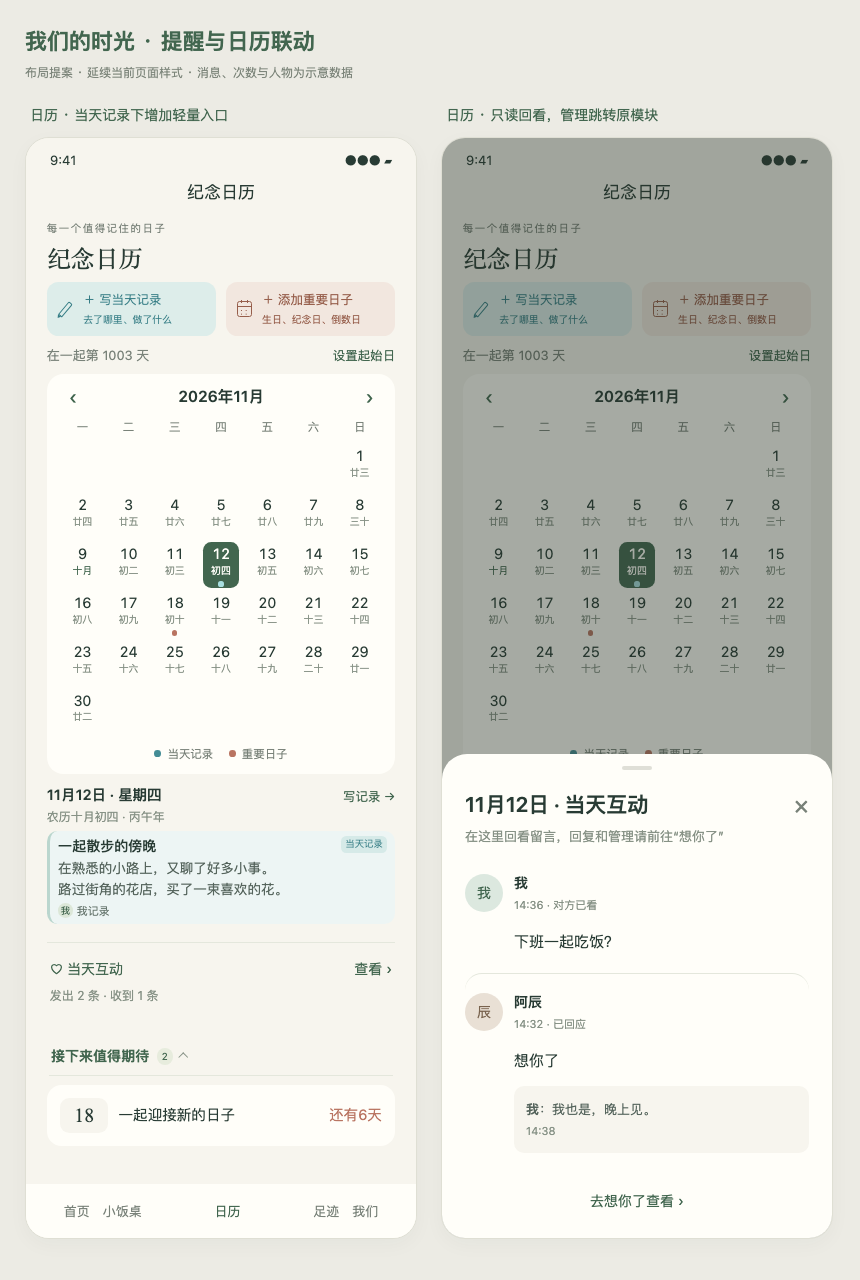 我们的时光 · 提醒与日历联动
布局提案 · 延续当前页面样式 · 消息、次数与人物为示意数据
日历 · 当天记录下增加轻量入口
9:41
纪念日历
每一个值得记住的日子
纪念日历
＋ 写当天记录
去了哪里、做了什么
＋ 添加重要日子
生日、纪念日、倒数日
在一起第 1003 天
设置起始日
‹ 2026年11月 ›
一 二 三 四 五 六 日
1
廿三
2 3 4 5 6 7 8
廿四 廿五 廿六 廿七 廿八 廿九 三十
9 10 11 12 13 14 15
十月 初二 初三 初四 初五 初六 初七
16 17 18 19 20 21 22
初八 初九 初十 十一 十二 十三 十四
23 24 25 26 27 28 29
十五 十六 十七 十八 十九 二十 廿一
30
廿二
当天记录 重要日子
11月12日 · 星期四
写记录 →
农历十月初四 · 丙午年
一起散步的傍晚
当天记录
在熟悉的小路上，又聊了好多小事。
路过街角的花店，买了一束喜欢的花。
我 我记录
当天互动
查看 ›
发出 2 条 · 收到 1 条
接下来值得期待 2
18 一起迎接新的日子 还有6天
首页 小饭桌 日历 足迹 我们
日历 · 只读回看，管理跳转原模块
9:41
纪念日历
每一个值得记住的日子
纪念日历
＋ 写当天记录
去了哪里、做了什么
＋ 添加重要日子
生日、纪念日、倒数日
在一起第 1003 天
设置起始日
‹ 2026年11月 ›
一 二 三 四 五 六 日
1
廿三
2 3 4 5 6 7 8
廿四 廿五 廿六 廿七 廿八 廿九 三十
9 10 11 12 13 14 15
十月 初二 初三 初四 初五 初六 初七
16 17 18 19 20 21 22
初八 初九 初十 十一 十二 十三 十四
23 24 25 26 27 28 29
十五 十六 十七 十八 十九 二十 廿一
30
廿二
当天记录 重要日子
11月12日 · 当天互动
×
在这里回看留言，回复和管理请前往“想你了”
我
我
14:36 · 对方已看
下班一起吃饭？
辰
阿辰
14:32 · 已回应
想你了
我：我也是，晚上见。
14:38
去想你了查看 ›